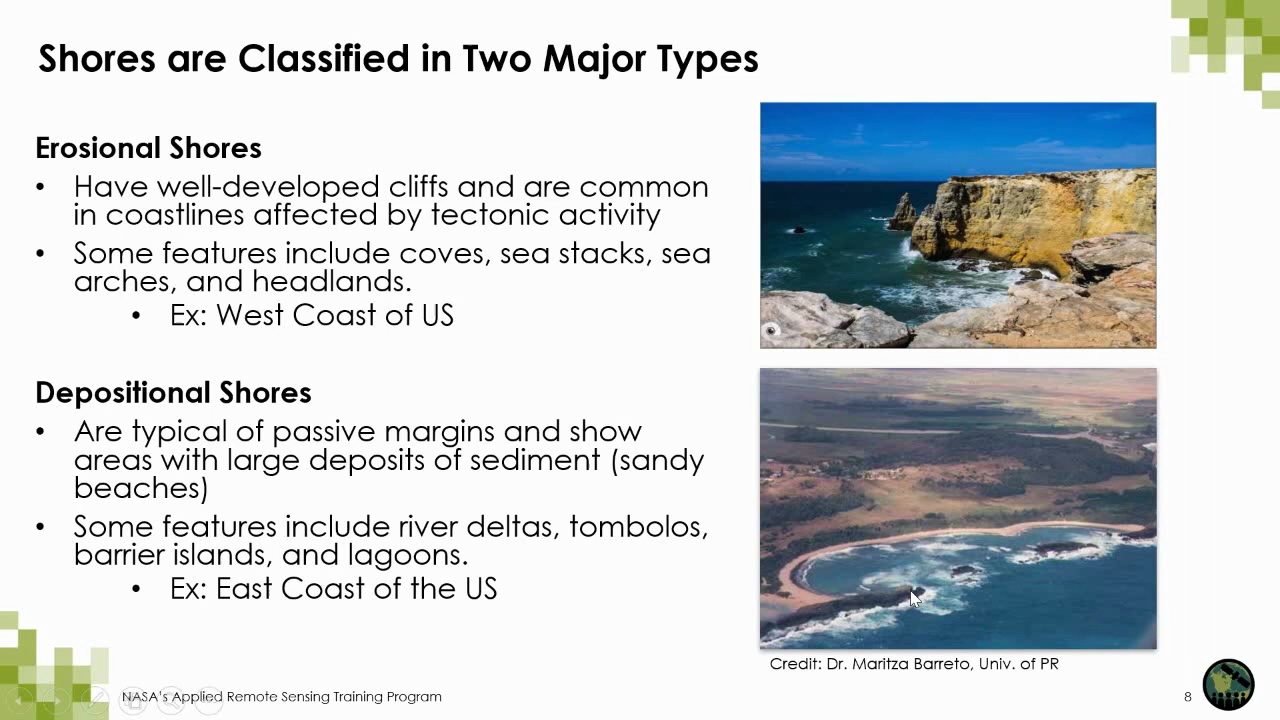 Shores are Classified in Two Major Types
Erosional Shores
• Have well-developed cliffs and are common
in coastlines affected by tectonic activity
• Some features include coves, sea stacks, sea
arches, and headlands.
• Ex: West Coast of US
Depositional Shores
• Are typical of passive margins and show
areas with large deposits of sediment (sandy
beaches)
• Some features include river deltas, tombolos,
barrier islands, and lagoons.
• Ex: East Coast of the US
Credit: Dr. Maritza Barreto, Univ. of PR
NASA's Applied Remote Sensing Training Program
8